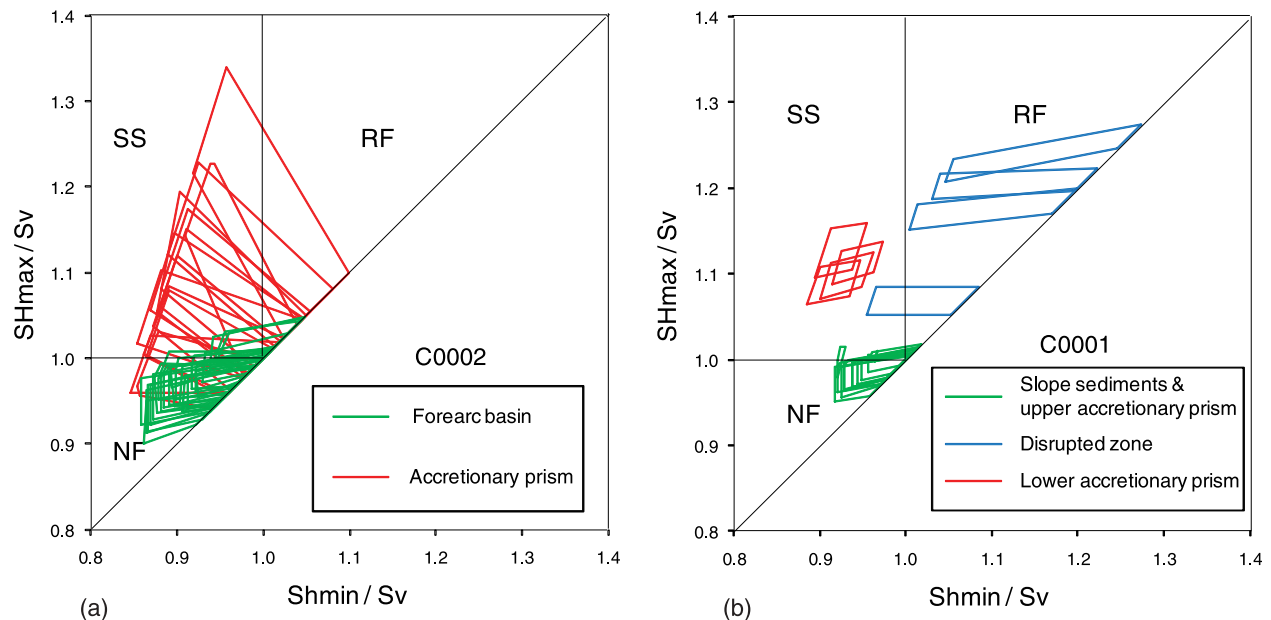 1.4
1.3
1.2
1.1
1.0
0.9
0.8
SHmax / Sv
SS
RF
NF
C0002
Forearc basin
Accretionary prism
0.8 0.9 1.0 1.1 1.2 1.3 1.4
Shmin / Sv
(a)
1.4
1.3
1.2
1.1
1.0
0.9
0.8
SHmax / Sv
SS
RF
NF
C0001
Slope sediments &
upper accretionary prism
Disrupted zone
Lower accretionary prism
0.8 0.9 1.0 1.1 1.2 1.3 1.4
Shmin / Sv
(b)